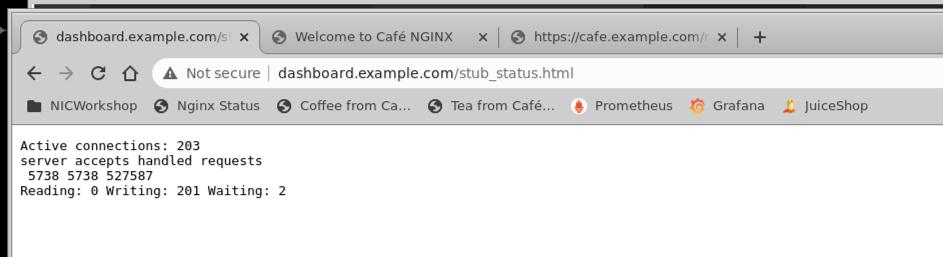 dashboard.example.com/s
Welcome to Café NGINX
https://cafe.example.com/
Not secure
dashboard.example.com/stub_status.html
NICWorkshop
Nginx Status
Coffee from Ca...
Tea from Café...
Prometheus
Grafana
JuiceShop
Active connections: 203
server accepts handled requests
5738 5738 527587
Reading: 0 Writing: 201 Waiting: 2